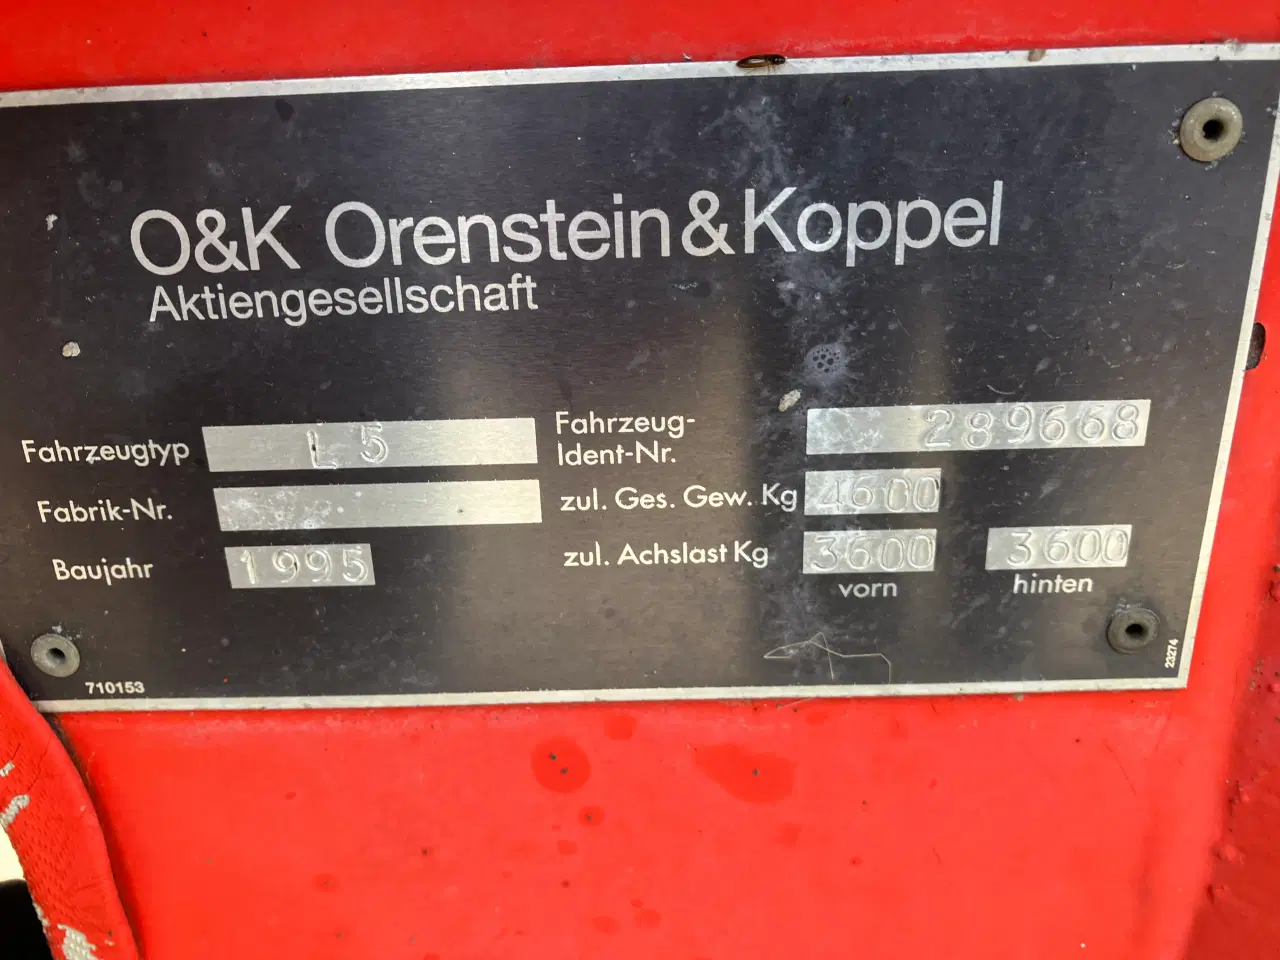 O&K Orenstein&Koppel
Aktiengesellschaft
Fahrzeugtyp L 5
Fahrzeug-
Ident-Nr. 289668
Fabrik-Nr.
zul. Ges. Gew. Kg 4600
Baujahr 1995
zul. Achslast Kg 3600 3600
vorn hinten
710153
23274